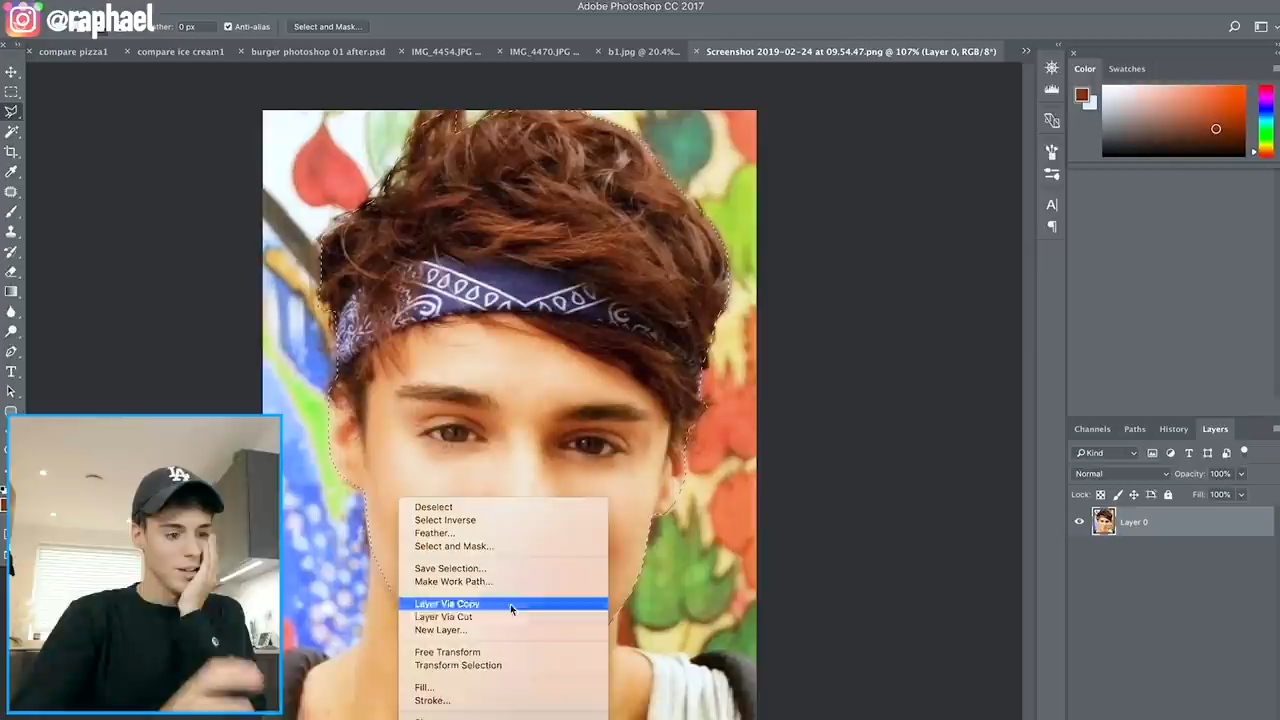 Adobe Photoshop CC 2017
@raphael
0 px
Anti-alias
Select and Mask...
compare pizza1
compare ice cream1
burger photoshop 01 after.psd
IMG_4454.JPG ...
IMG_4470.JPG ...
b1.jpg @ 20.4%...
Screenshot 2019-02-24 at 09.54.47.png @ 107% (Layer 0, RGB/8*)
Color
Swatches
Deselect
Select Inverse
Feather...
Select and Mask...
Save Selection...
Make Work Path...
Layer Via Copy
Layer Via Cut
New Layer...
Free Transform
Transform Selection
Fill...
Stroke...
Channels
Paths
History
Layers
Kind
Normal
Opacity: 100%
Lock:
Fill: 100%
Layer 0
LA